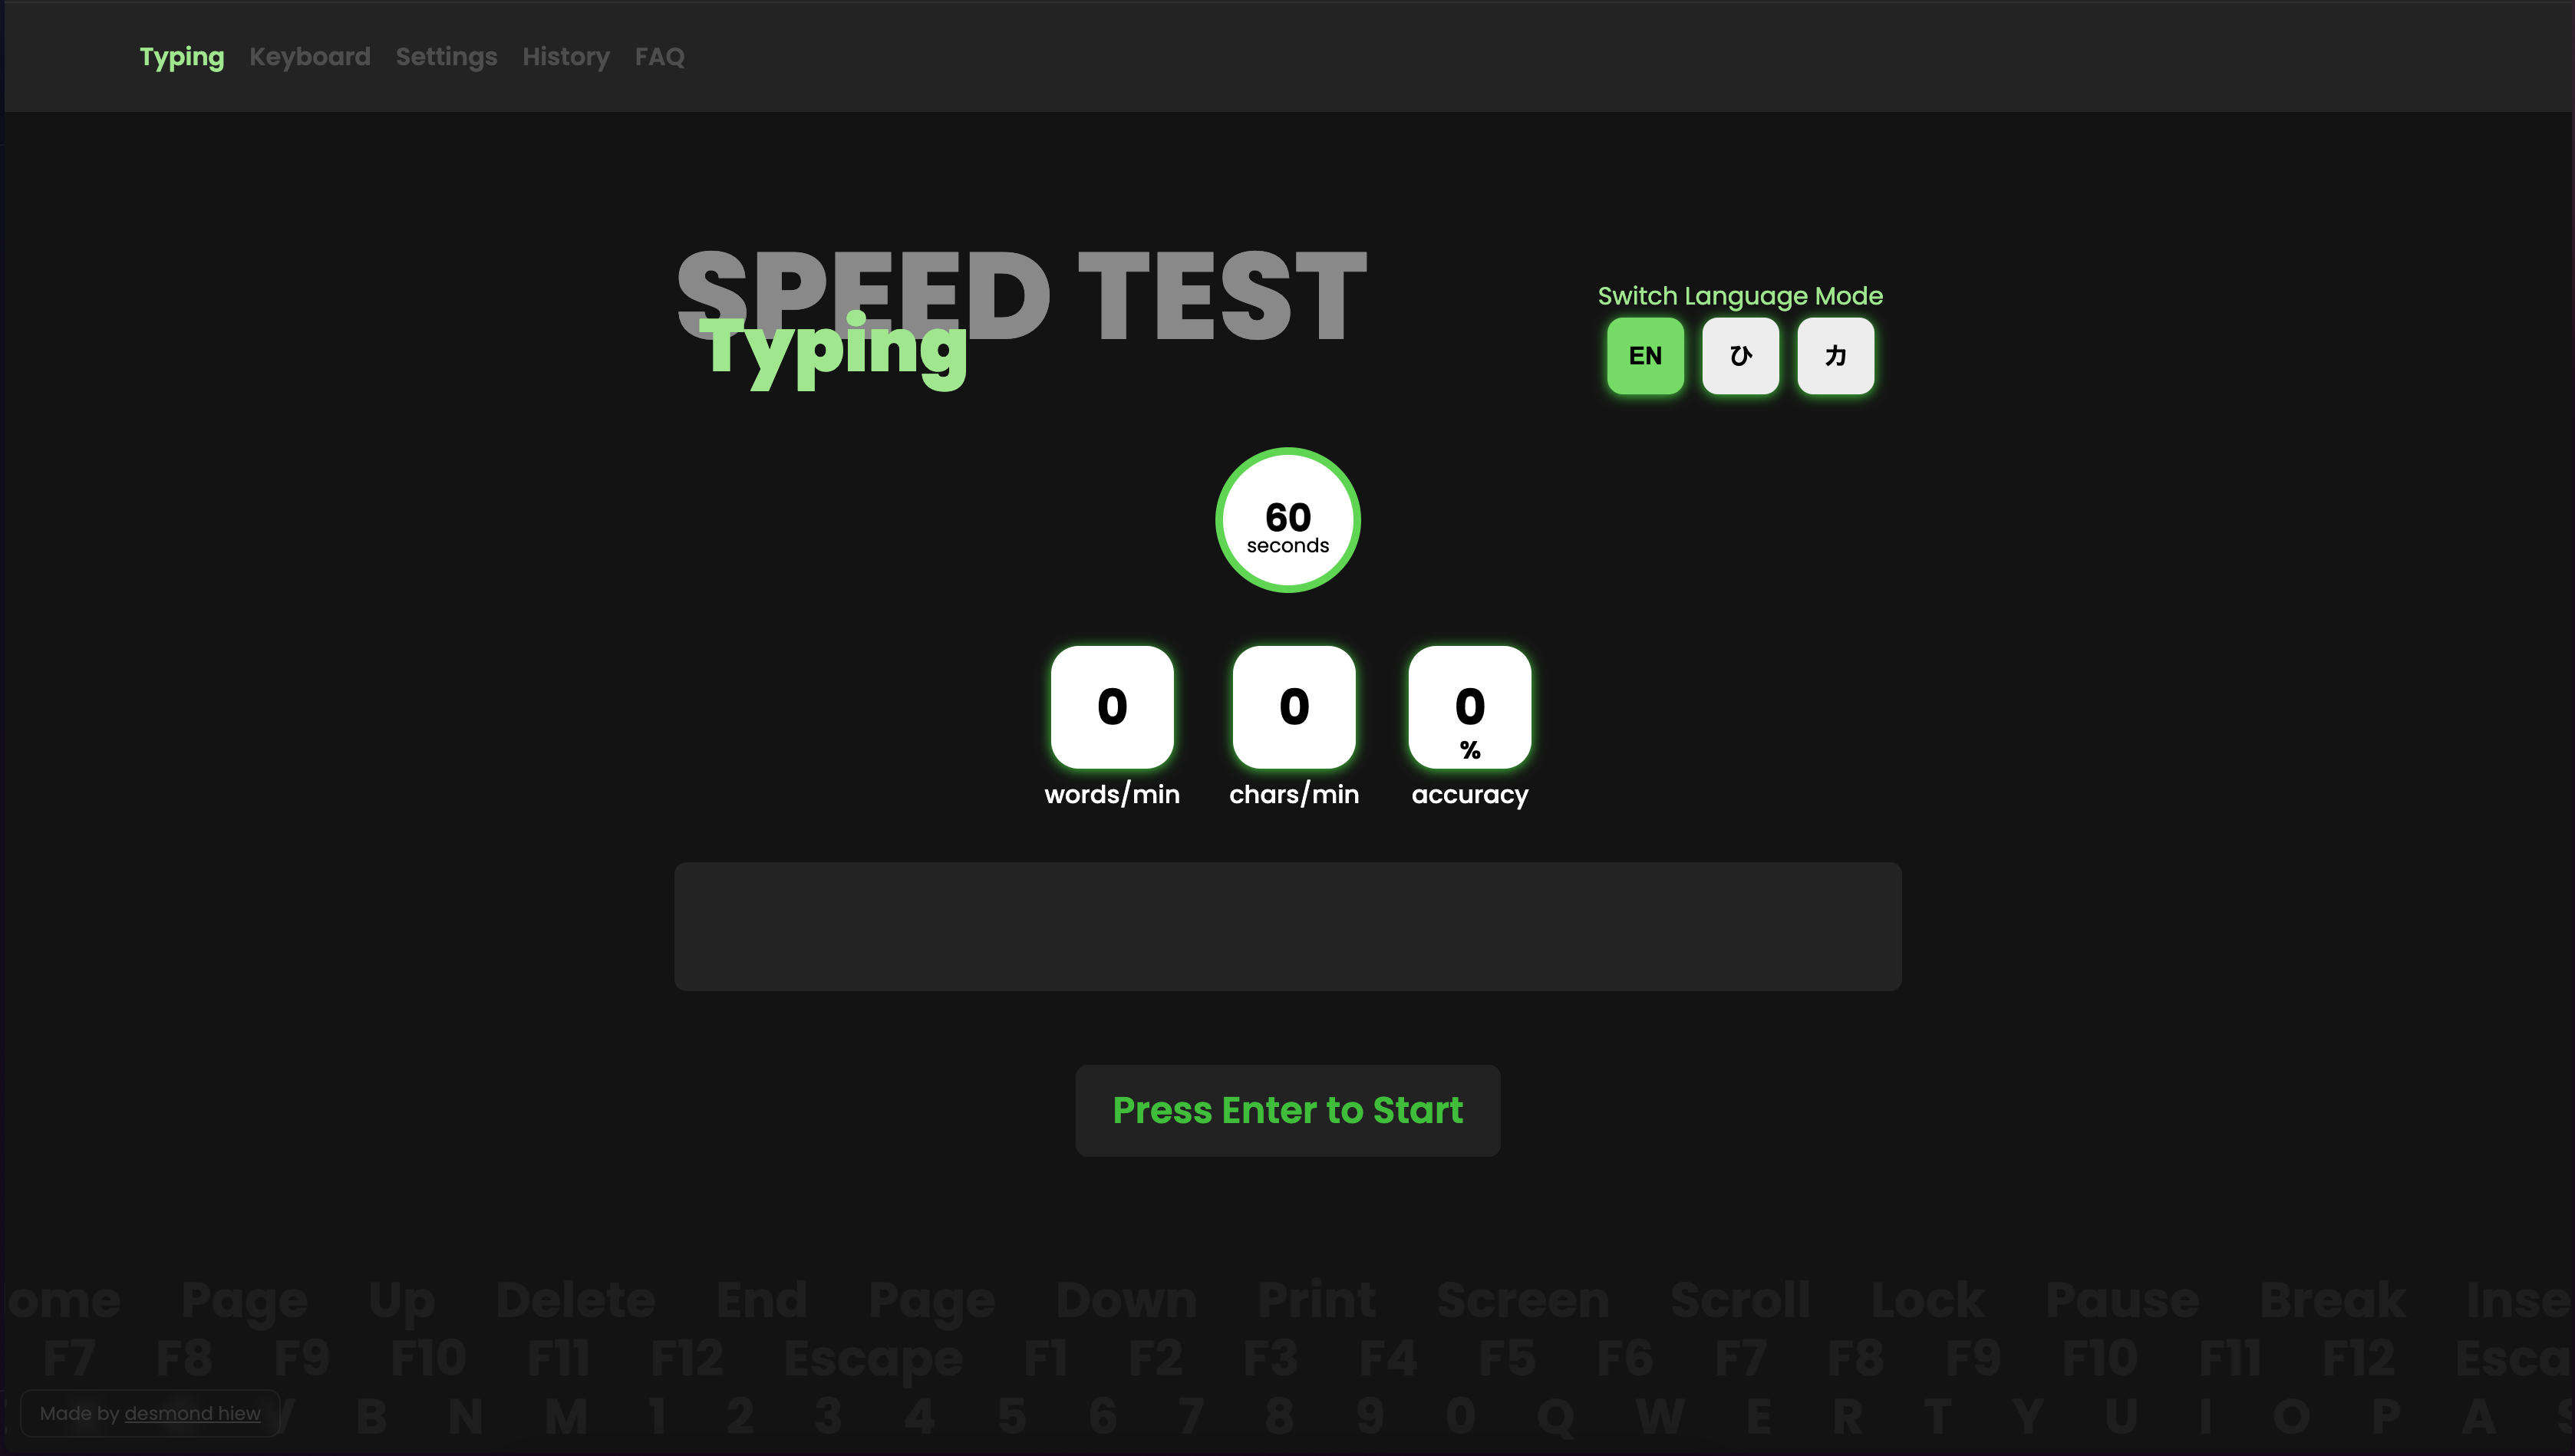 Typing Keyboard Settings History FAQ
SPEED TEST
Typing
Switch Language Mode
EN ひ カ
60
seconds
0 0 0
%
words/min chars/min accuracy
Press Enter to Start
ome Page Up Delete End Page Down Print Screen Scroll Lock Pause Break Inse
F7 F8 F9 F10 F11 F12 Escape F1 F2 F3 F4 F5 F6 F7 F8 F9 F10 F11 F12 Esca
B N M 1 2 3 4 5 6 7 8 9 0 Q W E R T Y U I O P A
Made by desmond hiew